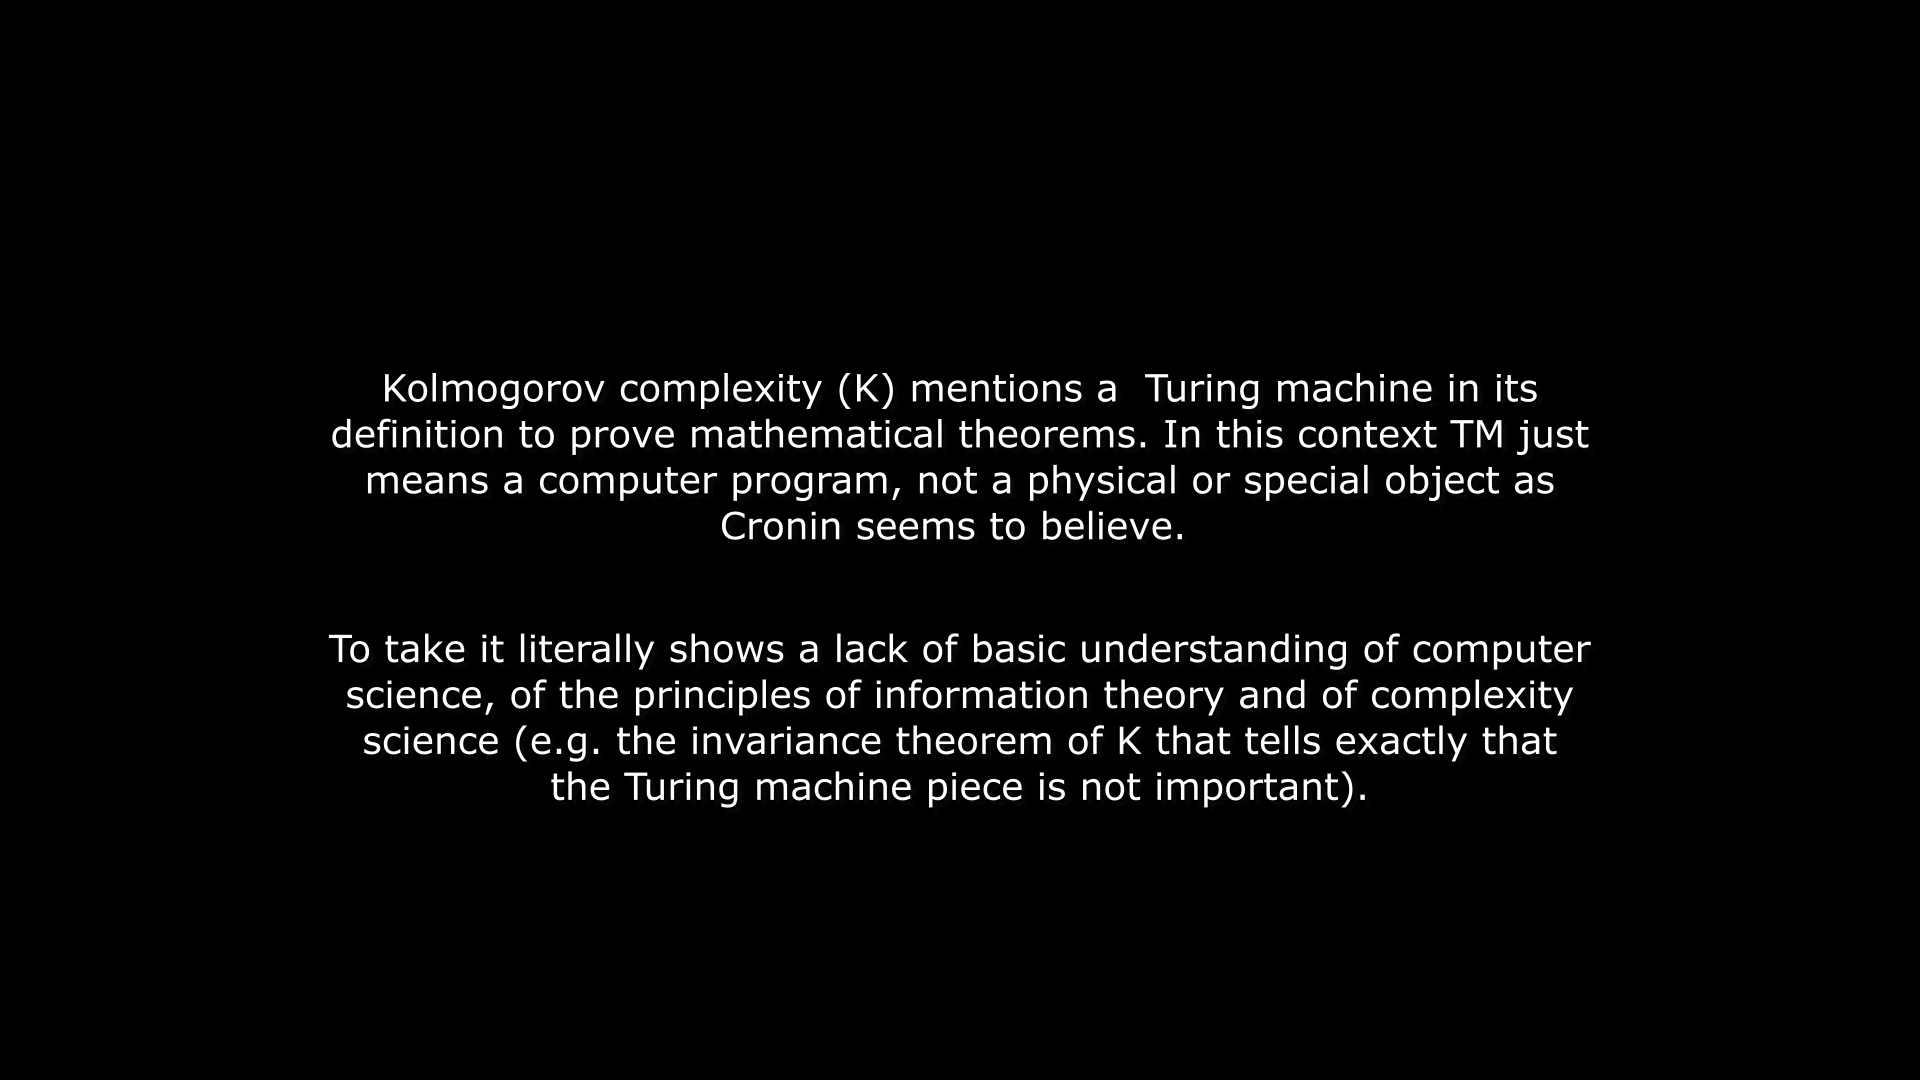 Kolmogorov complexity (K) mentions a  Turing machine in its
definition to prove mathematical theorems. In this context TM just
means a computer program, not a physical or special object as
Cronin seems to believe.
To take it literally shows a lack of basic understanding of computer
science, of the principles of information theory and of complexity
science (e.g. the invariance theorem of K that tells exactly that
the Turing machine piece is not important).